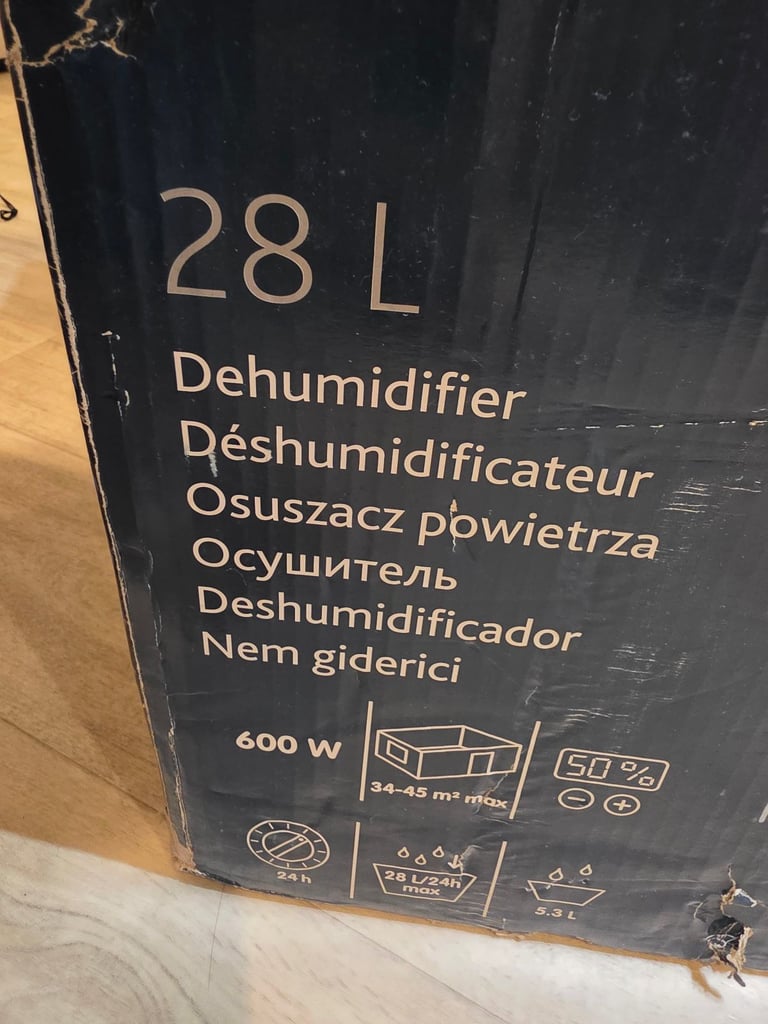 28 L
Dehumidifier
Déshumidificateur
Osuszacz powietrza
Осушитель
Deshumidificador
Nem giderici
600 W
34-45 m² max
50 %
24 h
28 L/24h
max
5.3 L